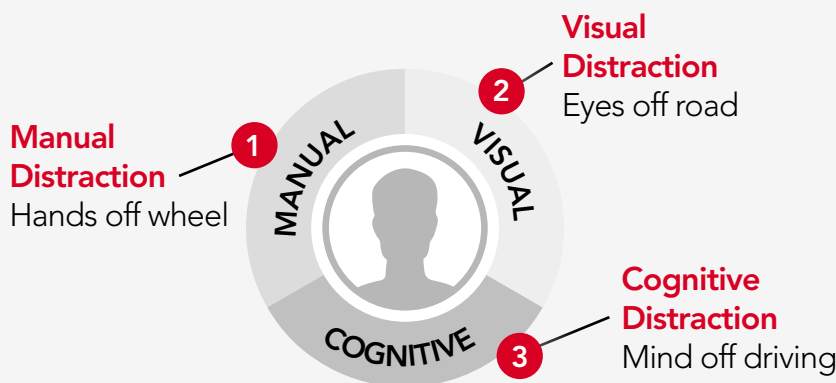 Manual
Distraction
Hands off wheel
1
MANUAL
2
Visual
Distraction
Eyes off road
VISUAL
Cognitive
Distraction
Mind off driving
3
COGNITIVE